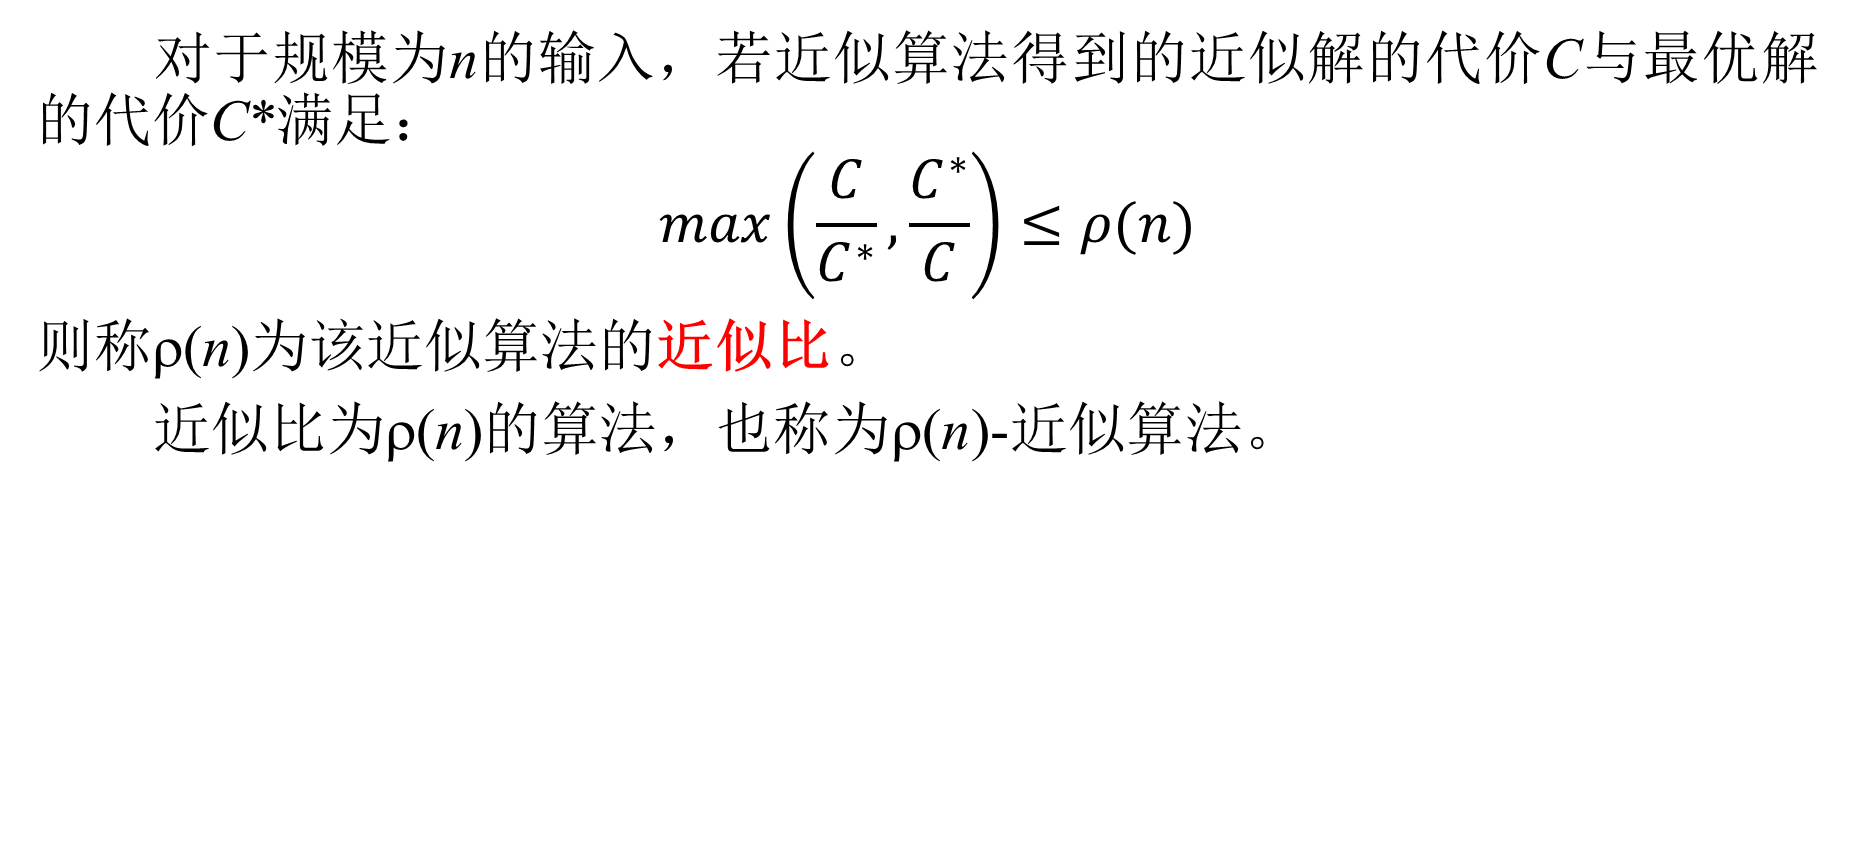 对于规模为n的输入，若近似算法得到的近似解的代价C与最优解
的代价C*满足：
max(C/C*, C*/C) ≤ ρ(n)
则称ρ(n)为该近似算法的近似比。
近似比为ρ(n)的算法，也称为ρ(n)-近似算法。